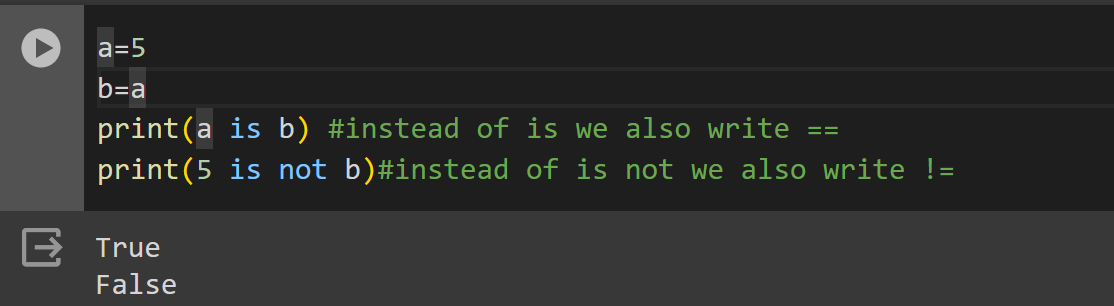 a=5
b=a
print(a is b) #instead of is we also write ==
print(5 is not b)#instead of is not we also write !=
True
False